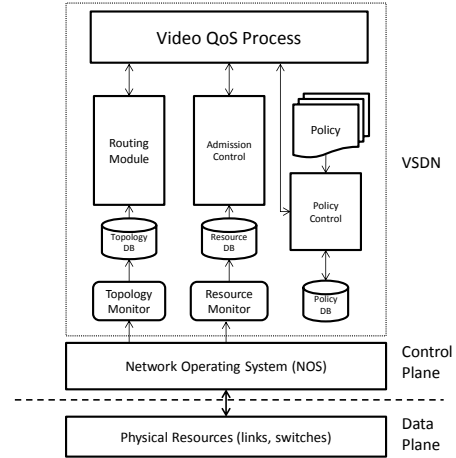 Video QoS Process
Routing
Module
Admission
Control
Policy
VSDN
Policy
Control
Topology
DB
Resource
DB
Topology
Monitor
Resource
Monitor
Policy
DB
Network Operating System (NOS)
Control
Plane
Physical Resources (links, switches)
Data
Plane